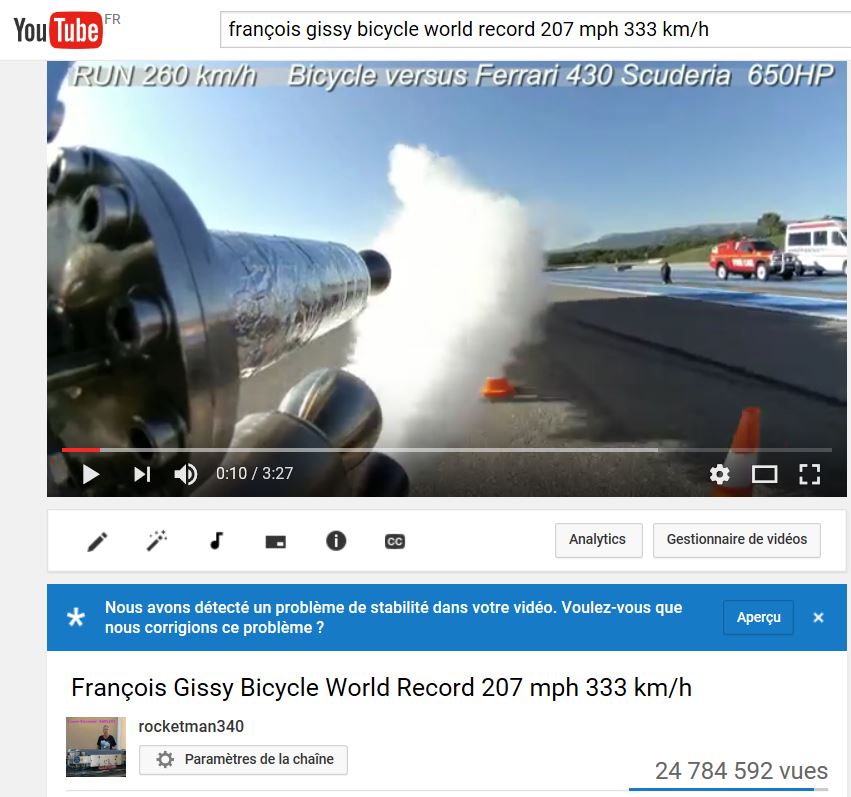 YouTube FR
françois gissy bicycle world record 207 mph 333 km/h
RUN 260 km/h Bicycle versus Ferrari 430 Scuderia 650HP
0:10 / 3:27
CC
Analytics
Gestionnaire de vidéos
Nous avons détecté un problème de stabilité dans votre vidéo. Voulez-vous que
nous corrigions ce problème ?
Aperçu
François Gissy Bicycle World Record 207 mph 333 km/h
rocketman340
Paramètres de la chaîne
24 784 592 vues